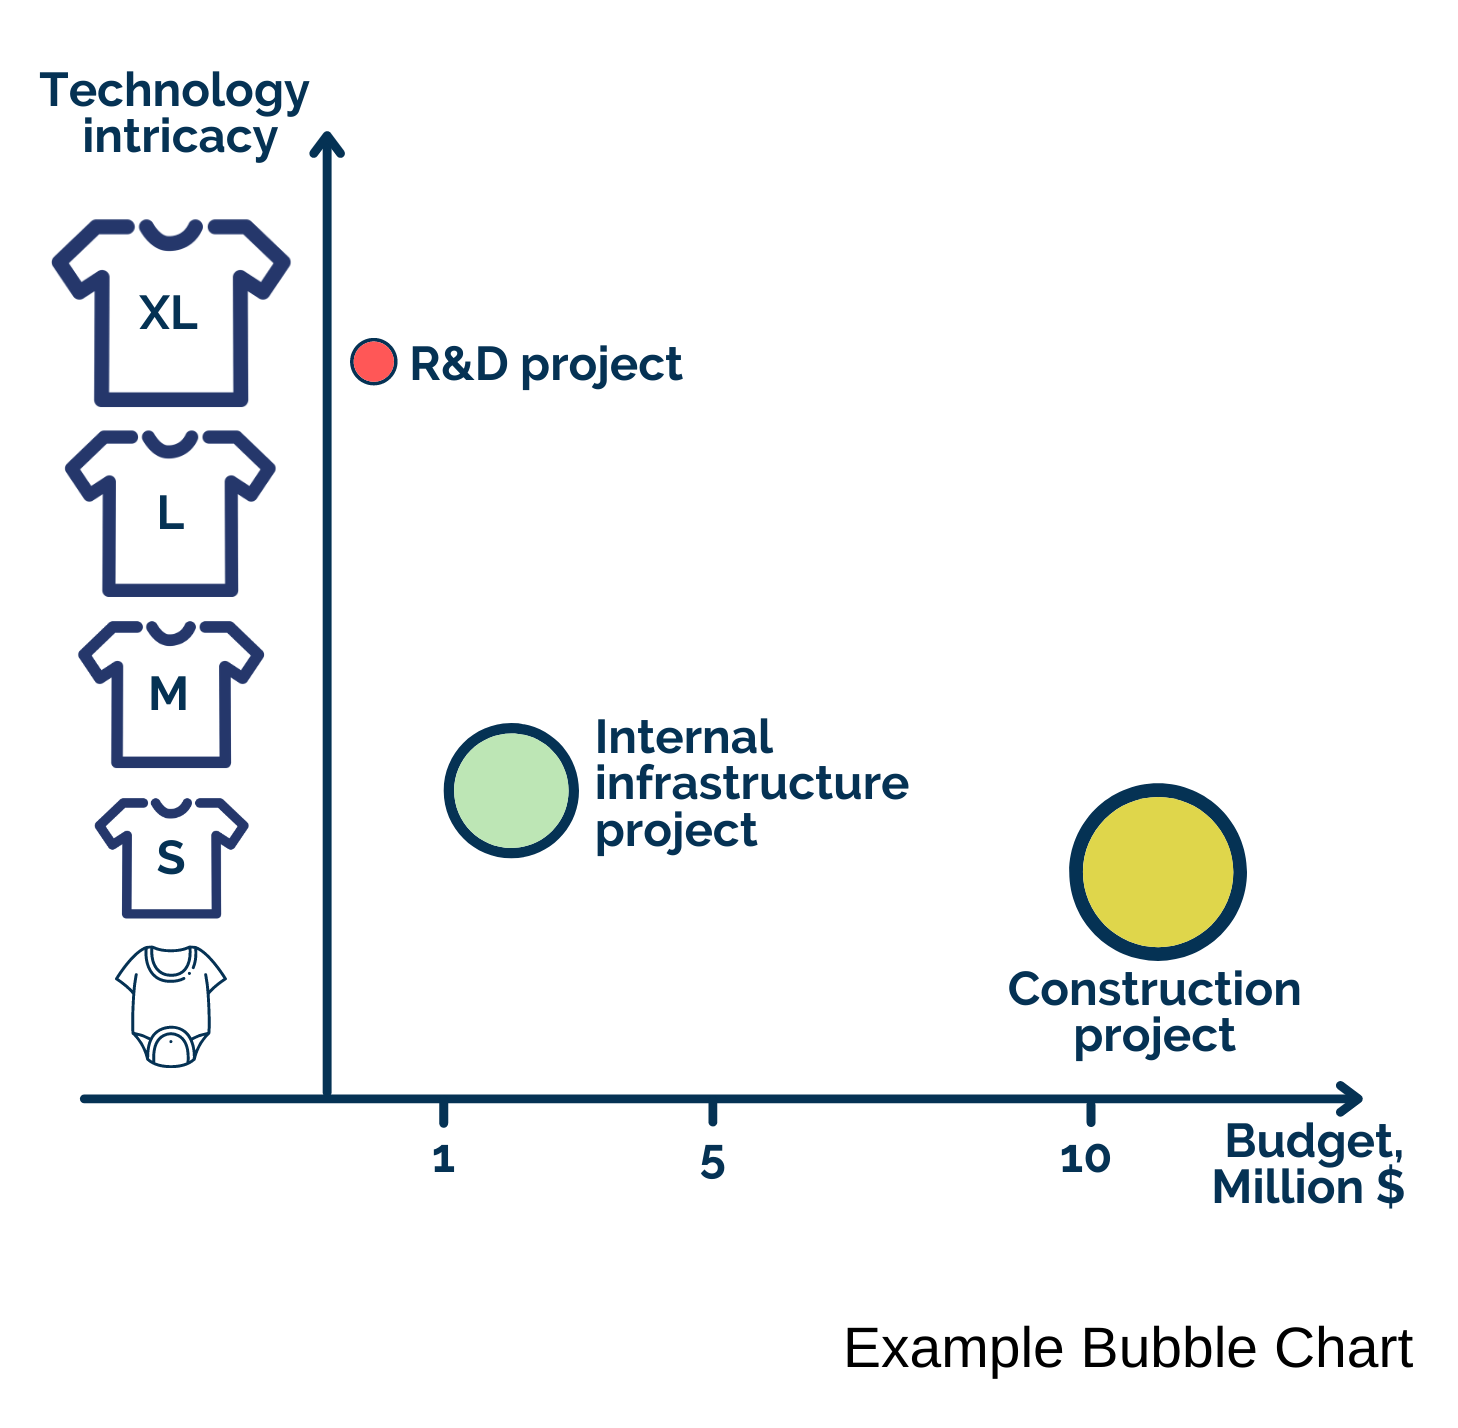 Technology
intricacy
XL
R&D project
L
M
Internal
infrastructure
project
S
Construction
project
1
5
10
Budget,
Million $
Example Bubble Chart